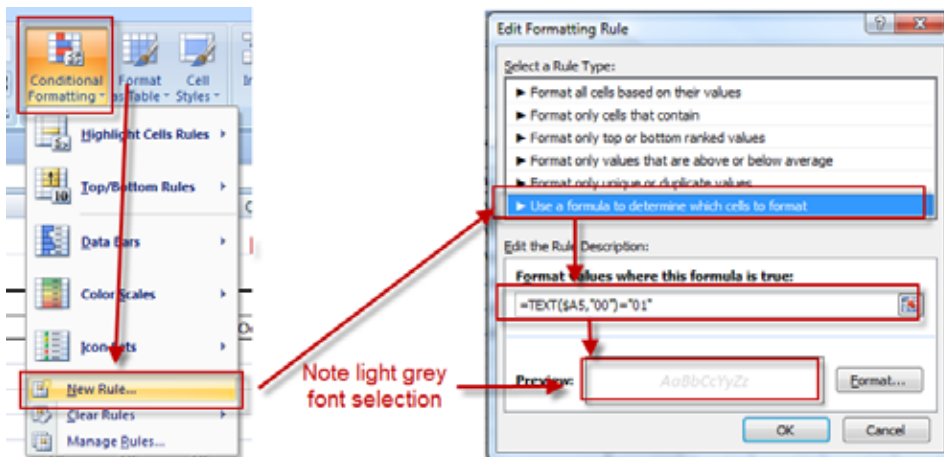 Conditional Format Cell
Formatting as Table Styles
Highlight Cells Rules
Top/Bottom Rules
Data Bars
Color Scales
Icon Sets
New Rule...
Clear Rules
Manage Rules...
Note light grey
font selection
Edit Formatting Rule
Select a Rule Type:
► Format all cells based on their values
► Format only cells that contain
► Format only top or bottom ranked values
► Format only values that are above or below average
► Format only unique or duplicate values
► Use a formula to determine which cells to format
Edit the Rule Description:
Format values where this formula is true:
=TEXT($A5,"00")="01"
Preview: AaBbCcYyZz Format...
OK Cancel